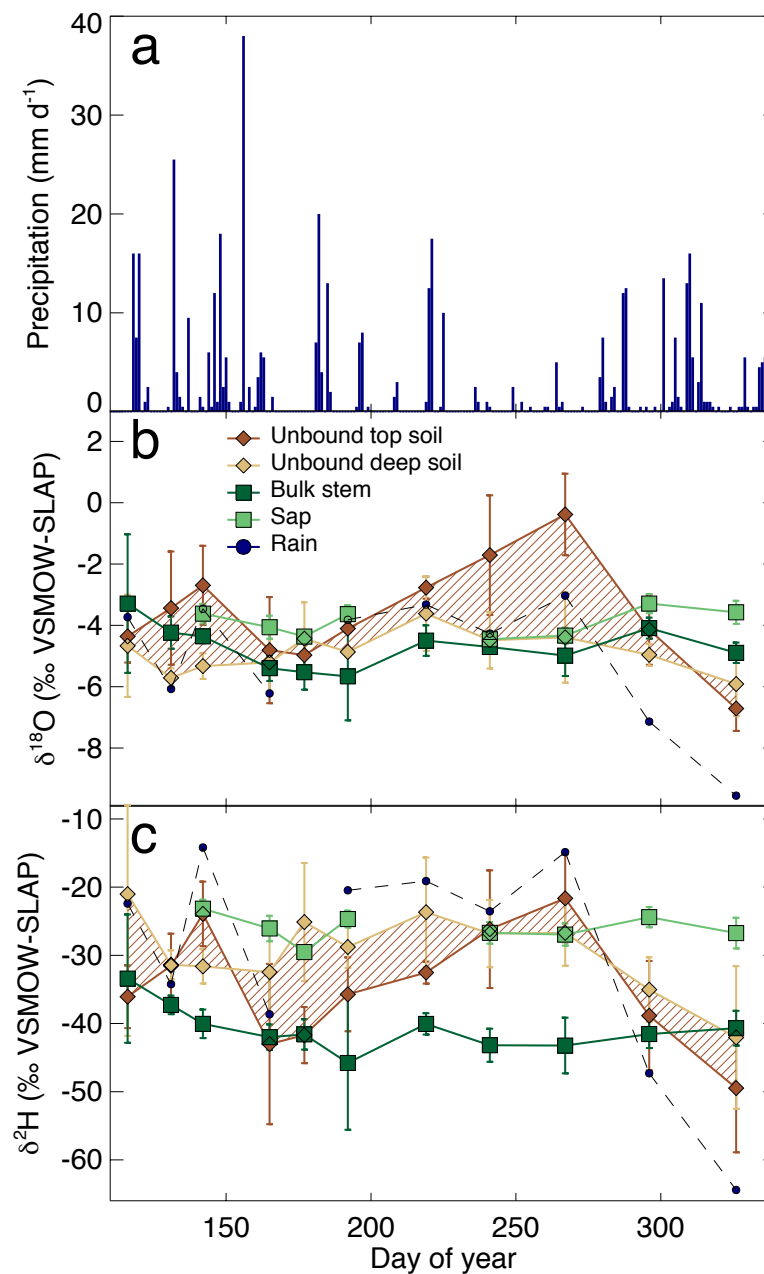 a
Precipitation (mm d⁻¹)
40
30
20
10
0
b
Unbound top soil
Unbound deep soil
Bulk stem
Sap
Rain
δ¹⁸O (‰ VSMOW-SLAP)
2
0
-2
-4
-6
-8
c
δ²H (‰ VSMOW-SLAP)
-10
-20
-30
-40
-50
-60
150 200 250 300
Day of year